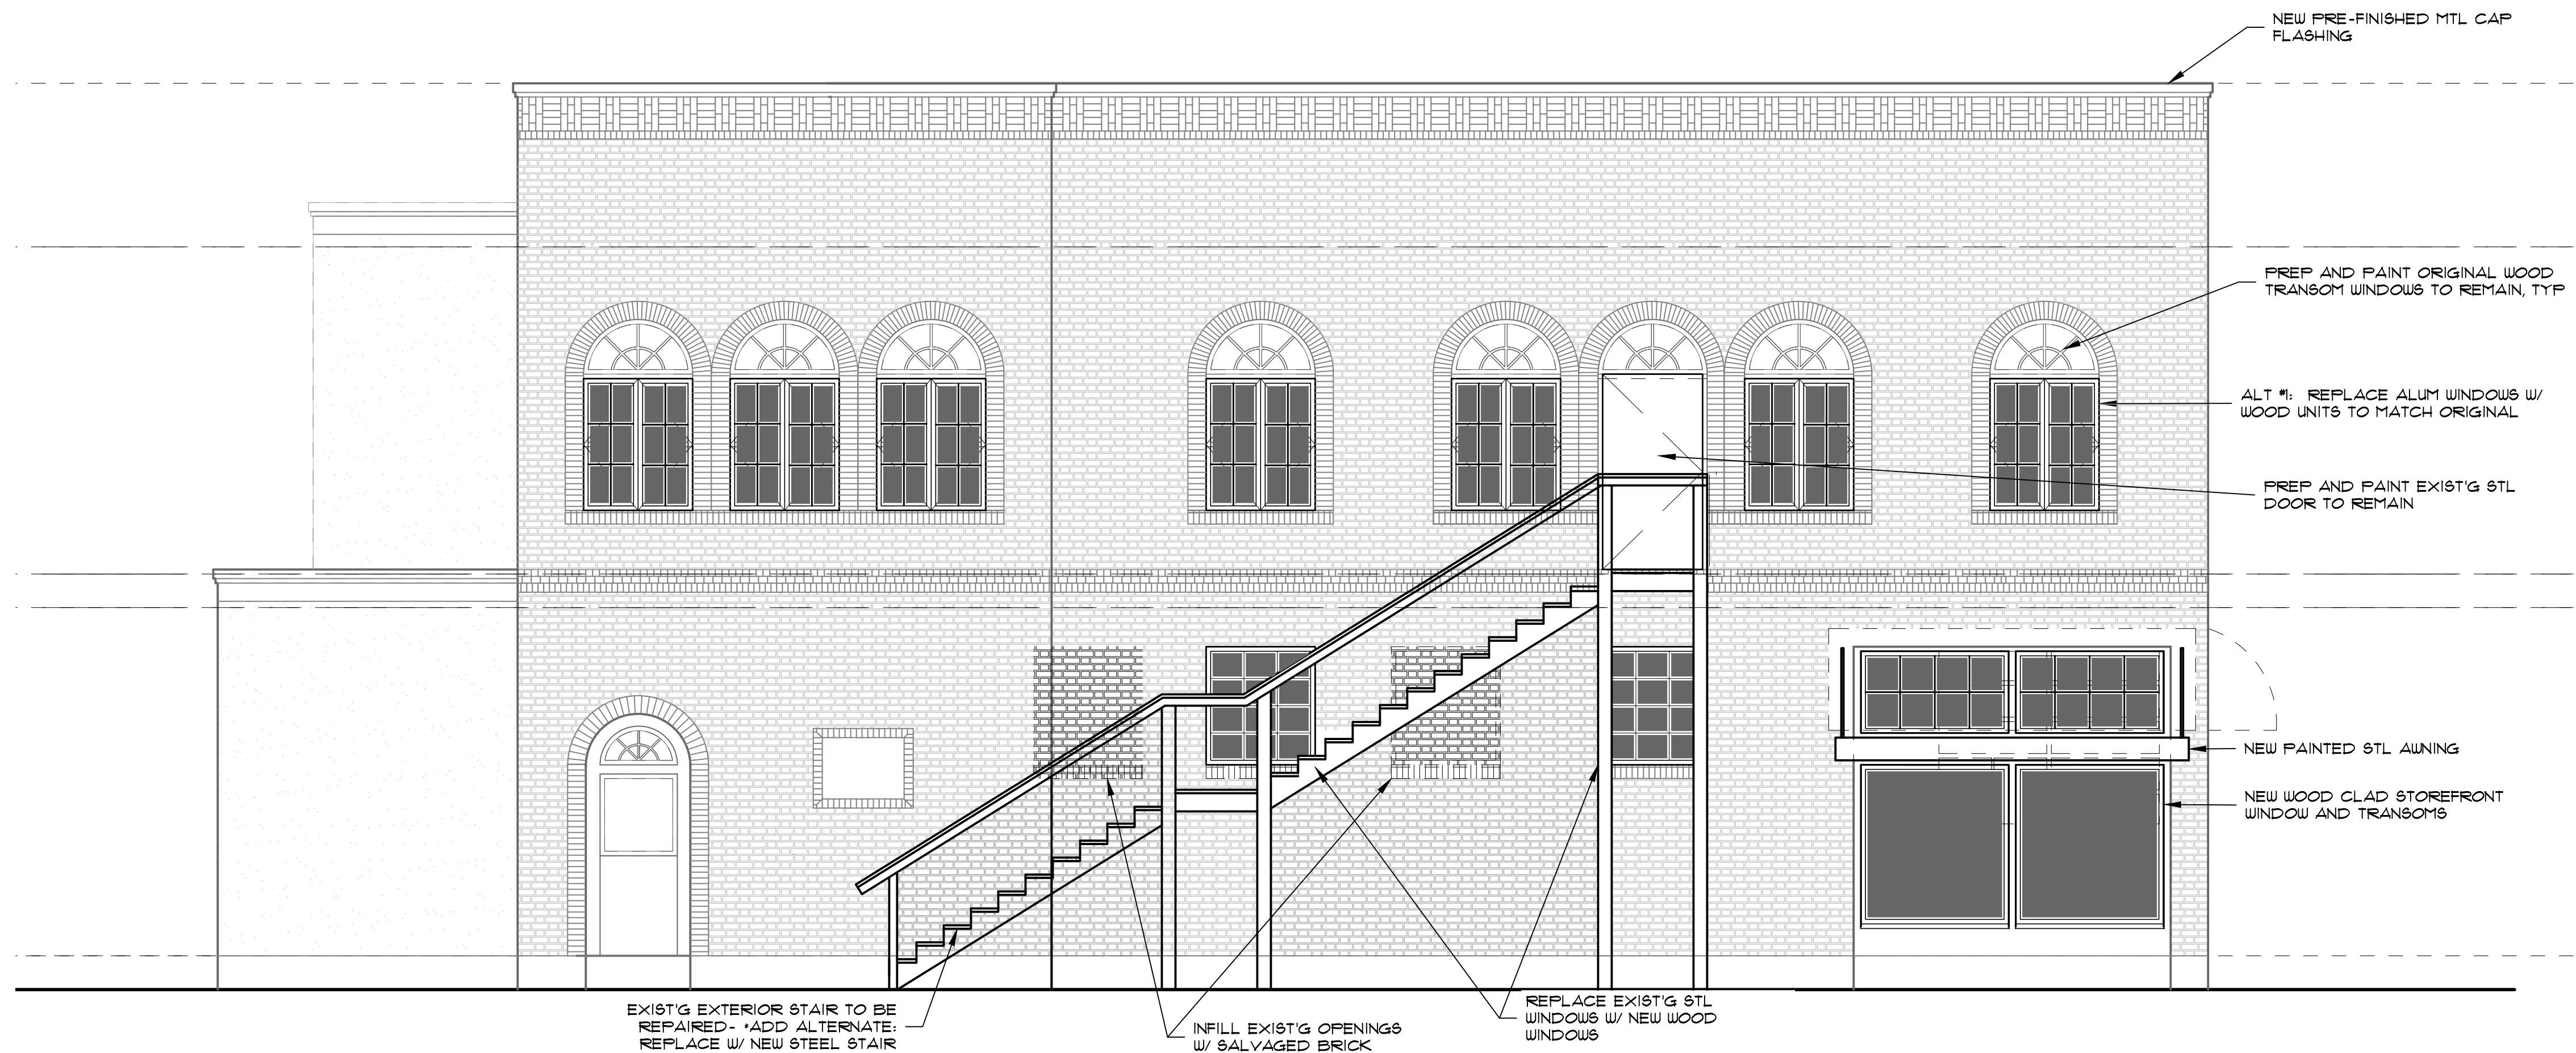 NEW PRE-FINISHED MTL CAP
FLASHING
PREP AND PAINT ORIGINAL WOOD
TRANSOM WINDOWS TO REMAIN, TYP
ALT #1: REPLACE ALUM WINDOWS W/
WOOD UNITS TO MATCH ORIGINAL
PREP AND PAINT EXIST'G STL
DOOR TO REMAIN
NEW PAINTED STL AWNING
NEW WOOD CLAD STOREFRONT
WINDOW AND TRANSOMS
EXIST'G EXTERIOR STAIR TO BE
REPAIRED- *ADD ALTERNATE:
REPLACE W/ NEW STEEL STAIR
INFILL EXIST'G OPENINGS
W/ SALVAGED BRICK
REPLACE EXIST'G STL
WINDOWS W/ NEW WOOD
WINDOWS